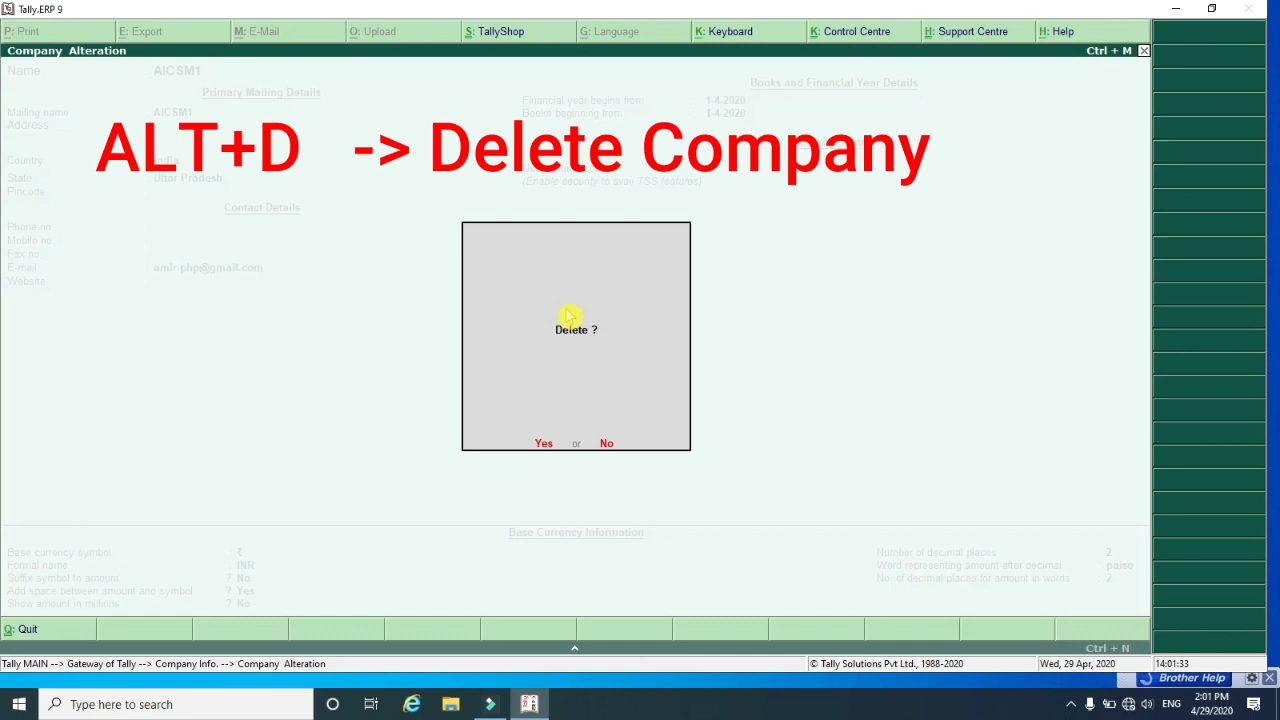 Tally.ERP 9
P: Print
E: Export
M: E-Mail
O: Upload
S: TallyShop
G: Language
K: Keyboard
K: Control Centre
H: Support Centre
H: Help
Company Alteration
Ctrl + M
Name AICSM1
Primary Mailing Details
Books and Financial Year Details
Mailing name AICSM1
Address
Financial year begins from 1-4-2020
Books beginning from 1-4-2020
ALT+D -> Delete Company
Country India
State Uttar Pradesh
Pincode
(Enable security to avail TSS features)
Contact Details
Phone no
Mobile no
Fax no
E-mail amir.php@gmail.com
Website
Delete ?
Yes or No
Base Currency Information
Base currency symbol ₹
Formal name INR
Suffix symbol to amount ? No
Add space between amount and symbol ? Yes
Show amount in millions ? No
Number of decimal places 2
Word representing amount after decimal paise
No. of decimal places for amount in words 2
Q: Quit
Ctrl + N
Tally MAIN --> Gateway of Tally --> Company Info. --> Company Alteration
© Tally Solutions Pvt Ltd., 1988-2020
Wed, 29 Apr, 2020
14:01:33
Brother Help
Type here to search
ENG
2:01 PM
4/29/2020